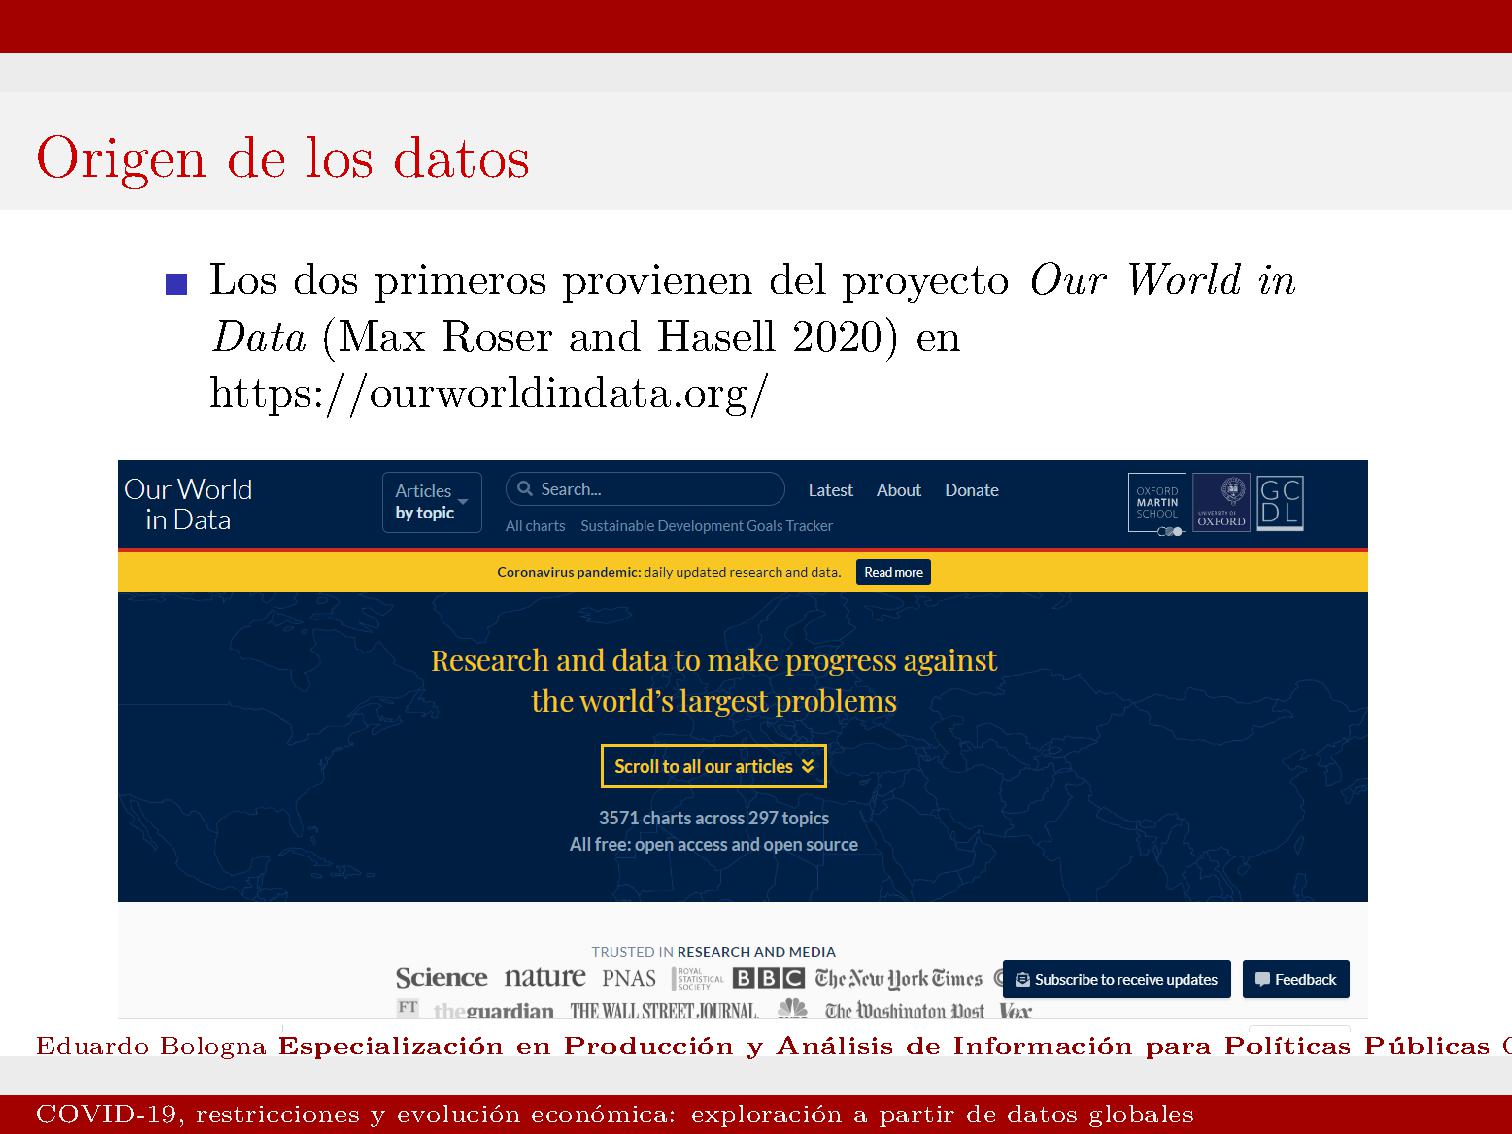 Origen de los datos
Los dos primeros provienen del proyecto Our World in
Data (Max Roser and Hasell 2020) en
https://ourworldindata.org/
Our World
in Data
Articles
by topic
Search...
Latest About Donate
All charts Sustainable Development Goals Tracker
OXFORD
MARTIN
SCHOOL
UNIVERSITY OF
OXFORD
GC
DL
Coronavirus pandemic: daily updated research and data. Read more
Research and data to make progress against
the world's largest problems
Scroll to all our articles
3571 charts across 297 topics
All free: open access and open source
TRUSTED IN RESEARCH AND MEDIA
Science nature PNAS ROYAL STATISTICAL SOCIETY BBC The New York Times
Subscribe to receive updates
Feedback
FT theguardian THE WALL STREET JOURNAL. The Washington Post Vox
Eduardo Bologna Especialización en Producción y Análisis de Información para Políticas Públicas
COVID-19, restricciones y evolución económica: exploración a partir de datos globales